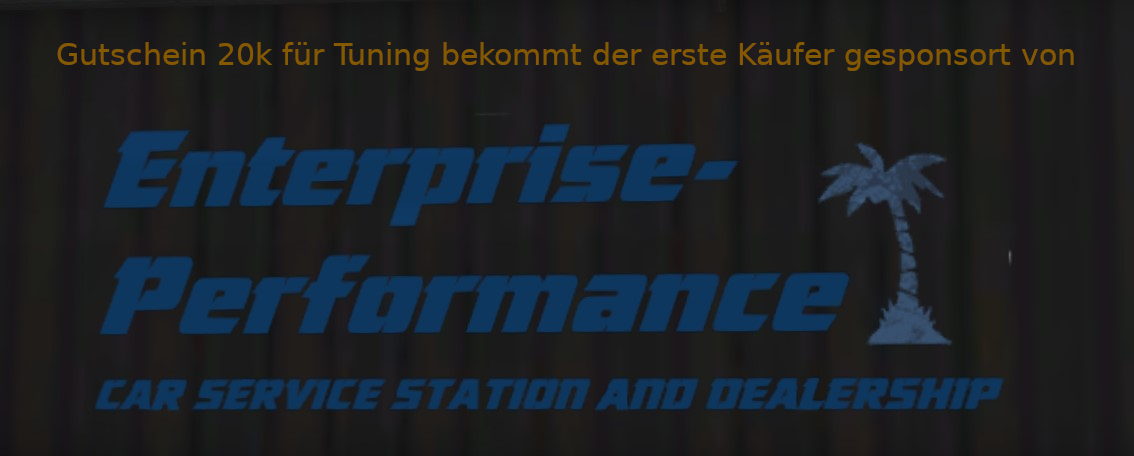 Gutschein 20k für Tuning bekommt der erste Käufer gesponsort von
Enterprise-
Performance
CAR SERVICE STATION AND DEALERSHIP